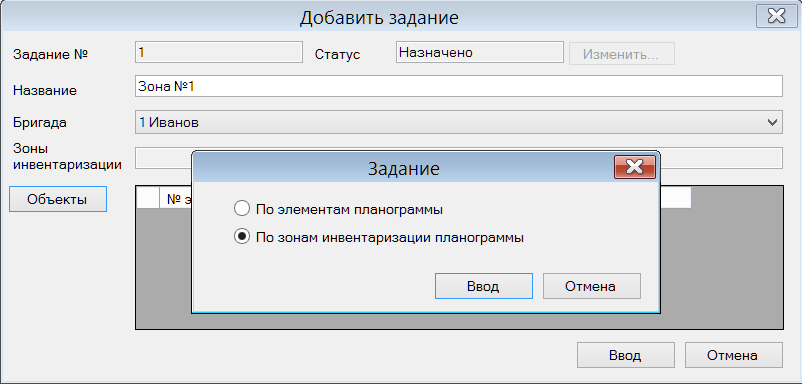 Добавить задание
Задание № 1 Статус Назначено Изменить...
Название Зона №1
Бригада 1 Иванов
Зоны
инвентаризации
Объекты
№ э
Задание
По элементам планограммы
По зонам инвентаризации планограммы
Ввод Отмена
Ввод Отмена